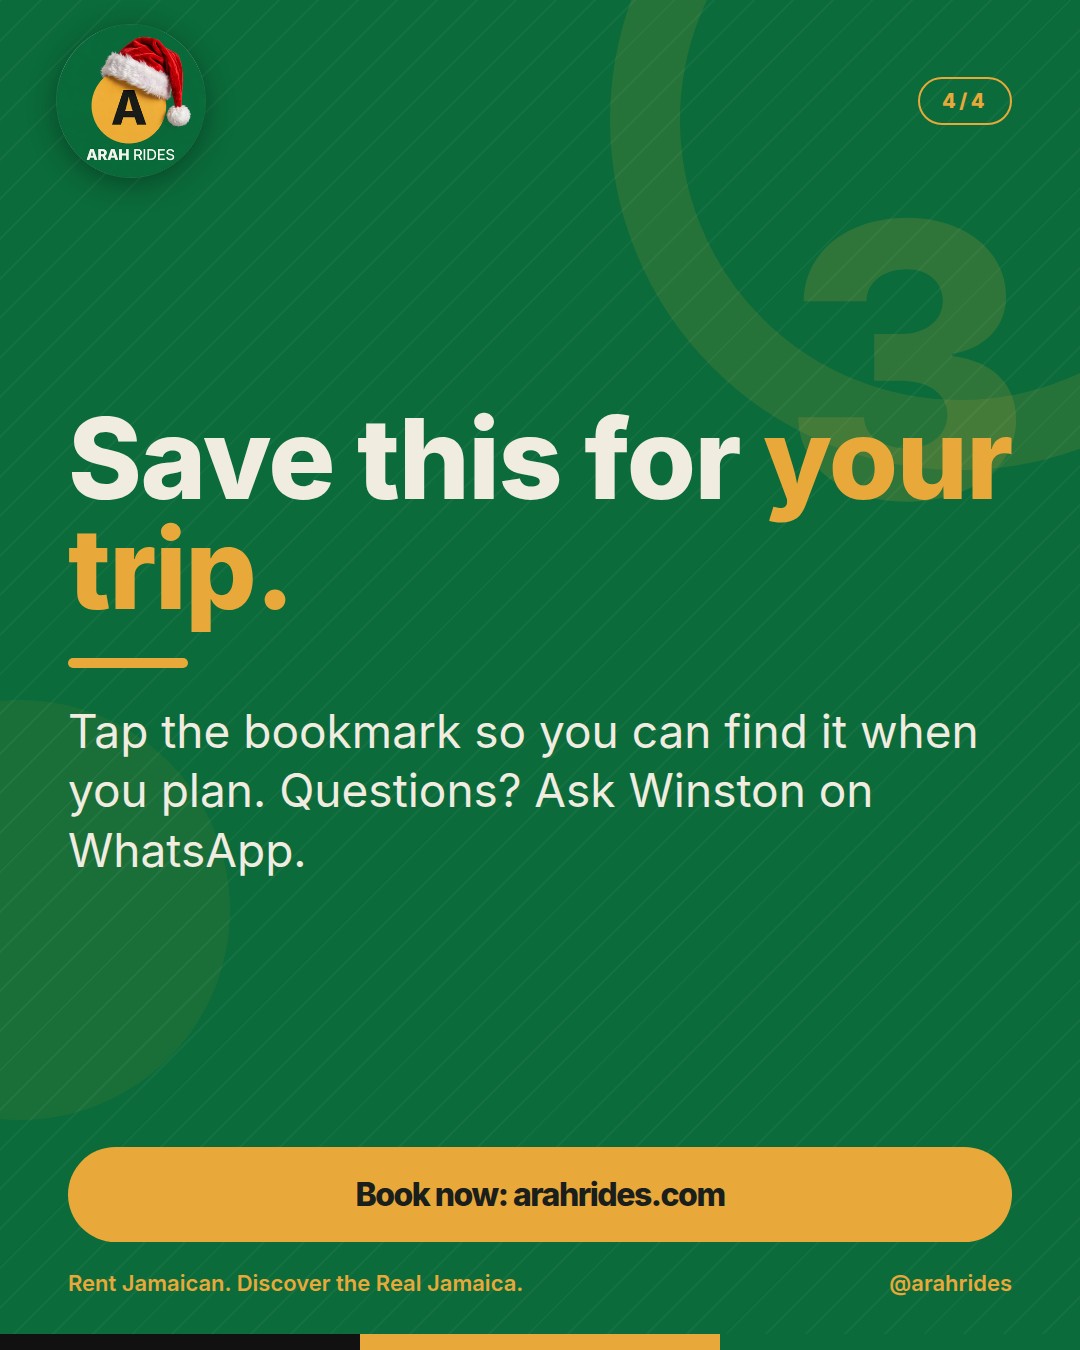 A
ARAH RIDES
4/4
3
Save this for your
trip.
Tap the bookmark so you can find it when
you plan. Questions? Ask Winston on
WhatsApp.
Book now: arahrides.com
Rent Jamaican. Discover the Real Jamaica.
@arahrides